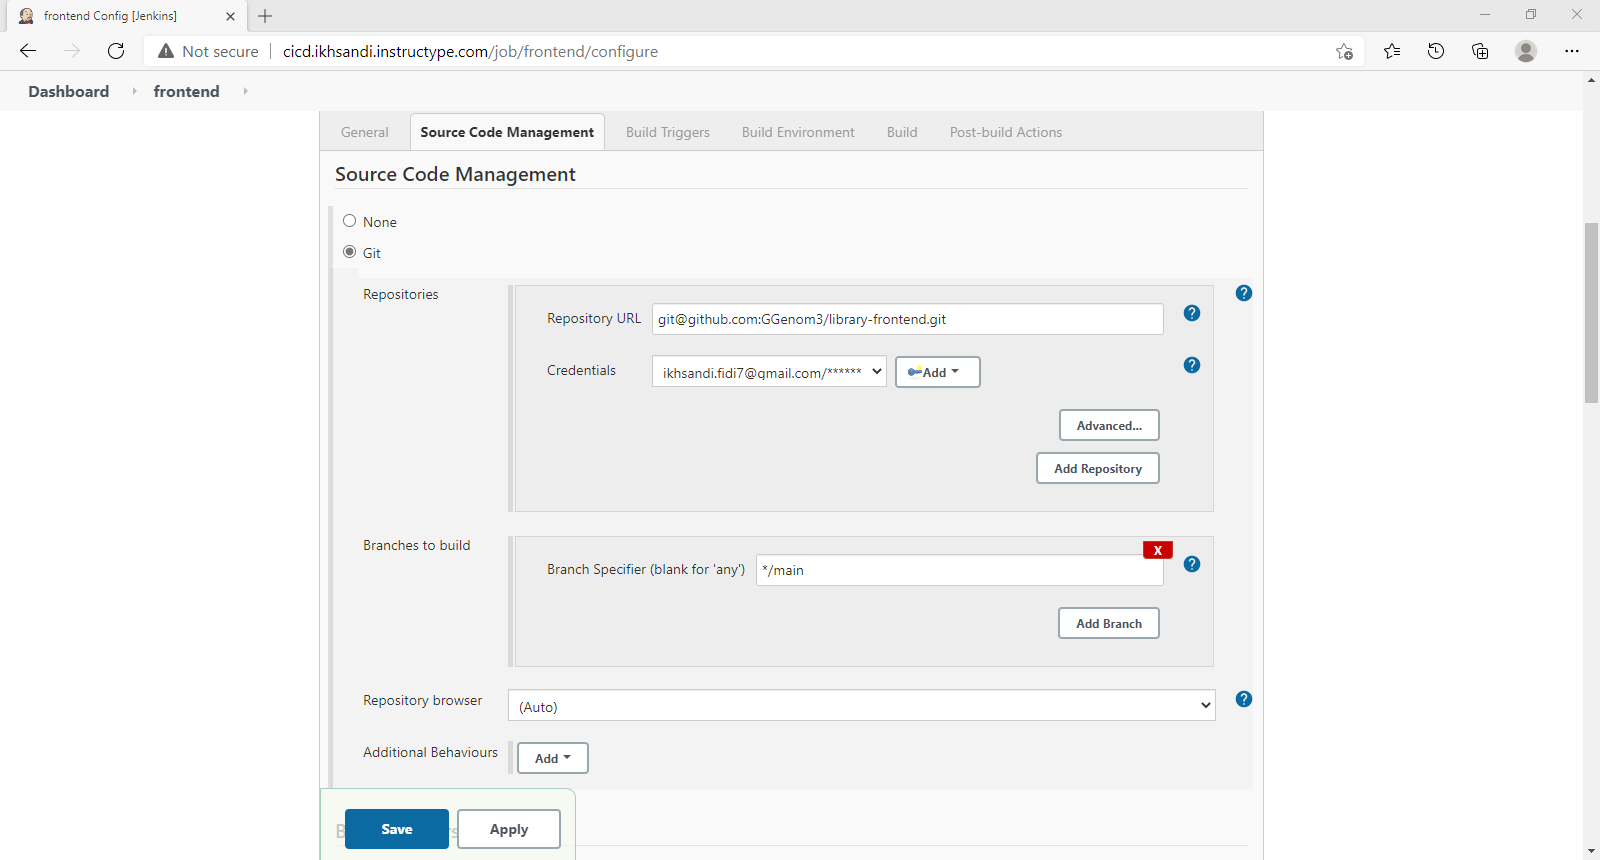 frontend Config [Jenkins]
Not secure
cicd.ikhsandi.instructype.com/job/frontend/configure
Dashboard
frontend
General
Source Code Management
Build Triggers
Build Environment
Build
Post-build Actions
Source Code Management
None
Git
Repositories
Repository URL
git@github.com:GGenom3/library-frontend.git
Credentials
ikhsandi.fidi7@gmail.com/******
Add
Advanced...
Add Repository
Branches to build
X
Branch Specifier (blank for 'any')
*/main
Add Branch
Repository browser
(Auto)
Additional Behaviours
Add
Save
Apply